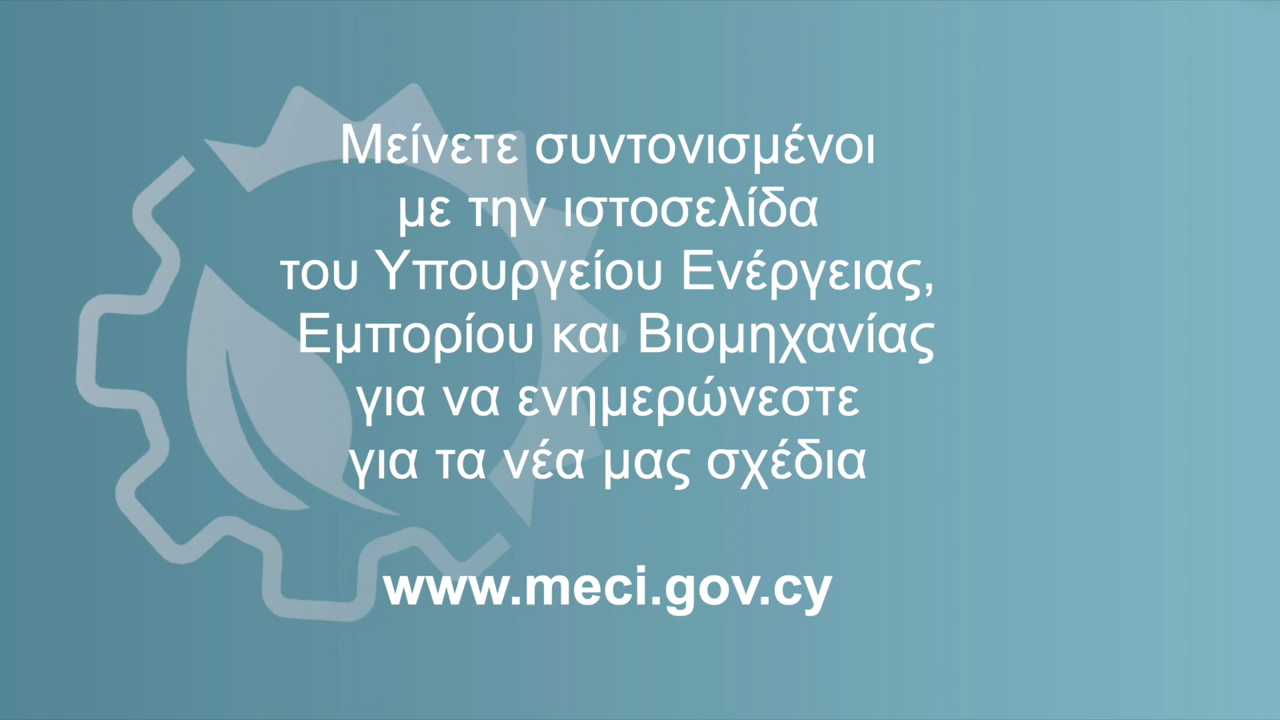 Μείνετε συντονισμένοι
με την ιστοσελίδα
του Υπουργείου Ενέργειας,
Εμπορίου και Βιομηχανίας
για να ενημερώνεστε
για τα νέα μας σχέδια
www.meci.gov.cy